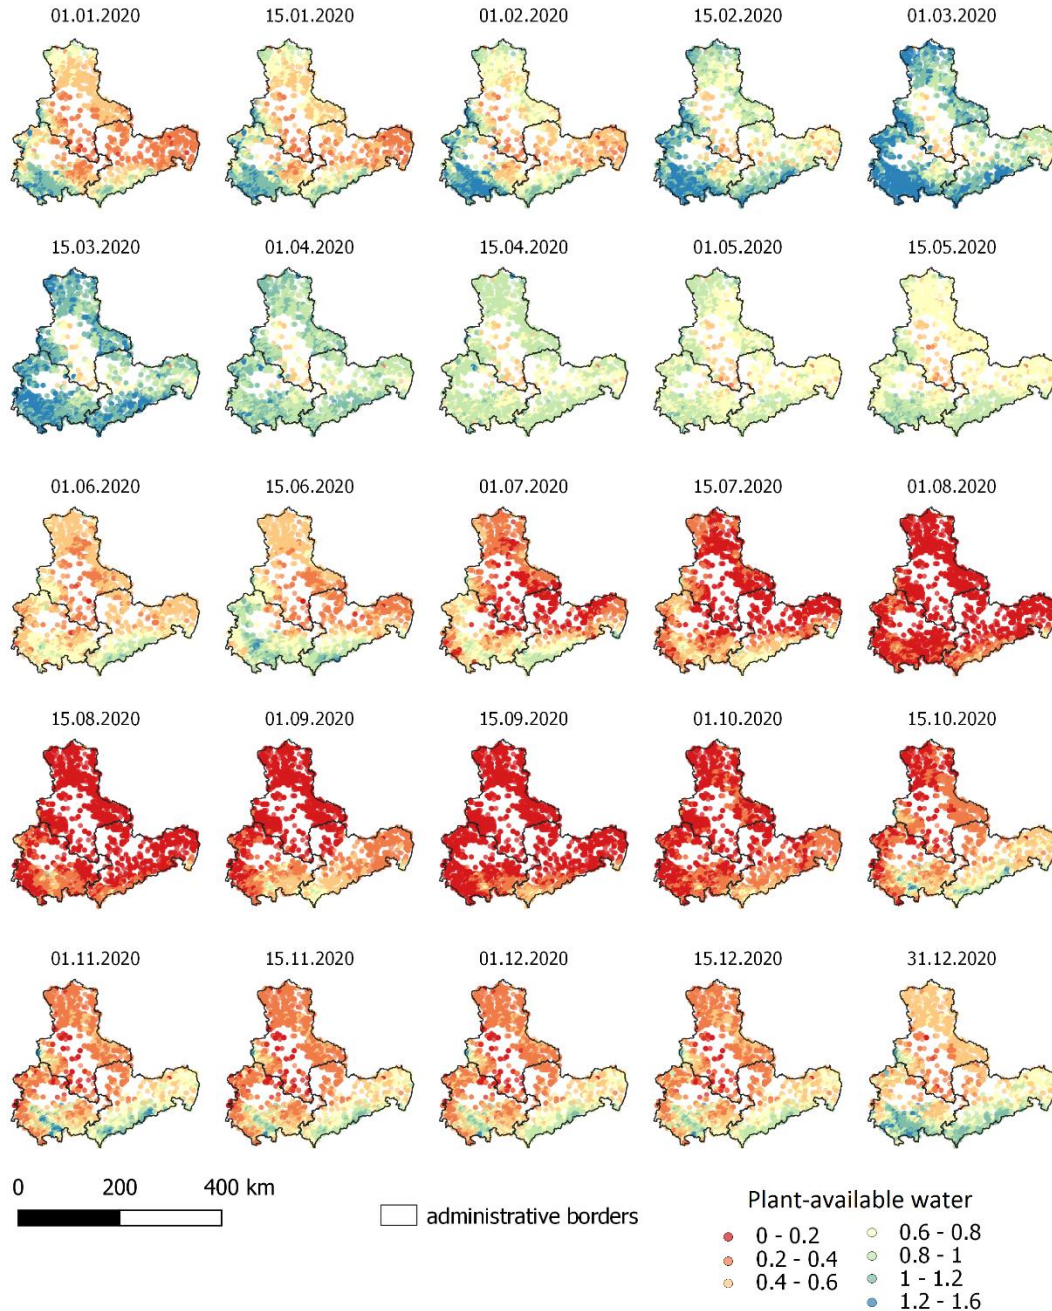 01.01.2020 15.01.2020 01.02.2020 15.02.2020 01.03.2020
15.03.2020 01.04.2020 15.04.2020 01.05.2020 15.05.2020
01.06.2020 15.06.2020 01.07.2020 15.07.2020 01.08.2020
15.08.2020 01.09.2020 15.09.2020 01.10.2020 15.10.2020
01.11.2020 15.11.2020 01.12.2020 15.12.2020 31.12.2020
0 200 400 km
administrative borders
Plant-available water
0 - 0.2
0.2 - 0.4
0.4 - 0.6
0.6 - 0.8
0.8 - 1
1 - 1.2
1.2 - 1.6